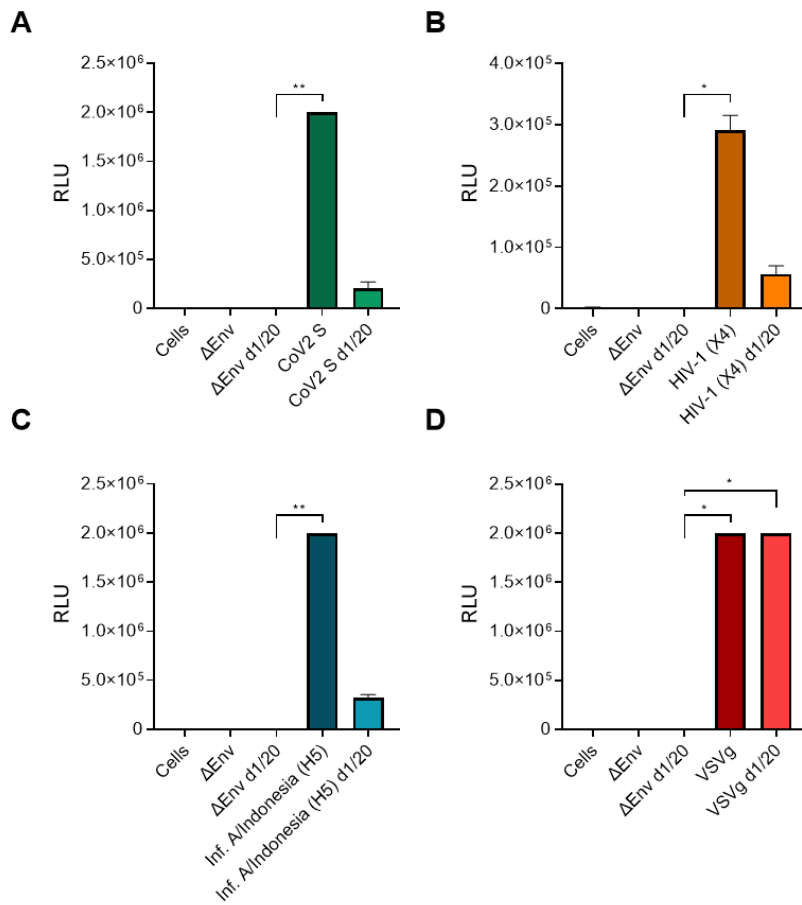 A
2.5×10⁶
2.0×10⁶
1.5×10⁶
1.0×10⁶
5.0×10⁵
0
RLU
**
Cells
ΔEnv
ΔEnv d1/20
CoV2 S
CoV2 S d1/20
B
4.0×10⁵
3.0×10⁵
2.0×10⁵
1.0×10⁵
0
RLU
*
Cells
ΔEnv
ΔEnv d1/20
HIV-1 (X4)
HIV-1 (X4) d1/20
C
2.5×10⁶
2.0×10⁶
1.5×10⁶
1.0×10⁶
5.0×10⁵
0
RLU
**
Cells
ΔEnv
ΔEnv d1/20
Inf. A/Indonesia (H5)
Inf. A/Indonesia (H5) d1/20
D
2.5×10⁶
2.0×10⁶
1.5×10⁶
1.0×10⁶
5.0×10⁵
0
RLU
*
*
Cells
ΔEnv
ΔEnv d1/20
VSVg
VSVg d1/20